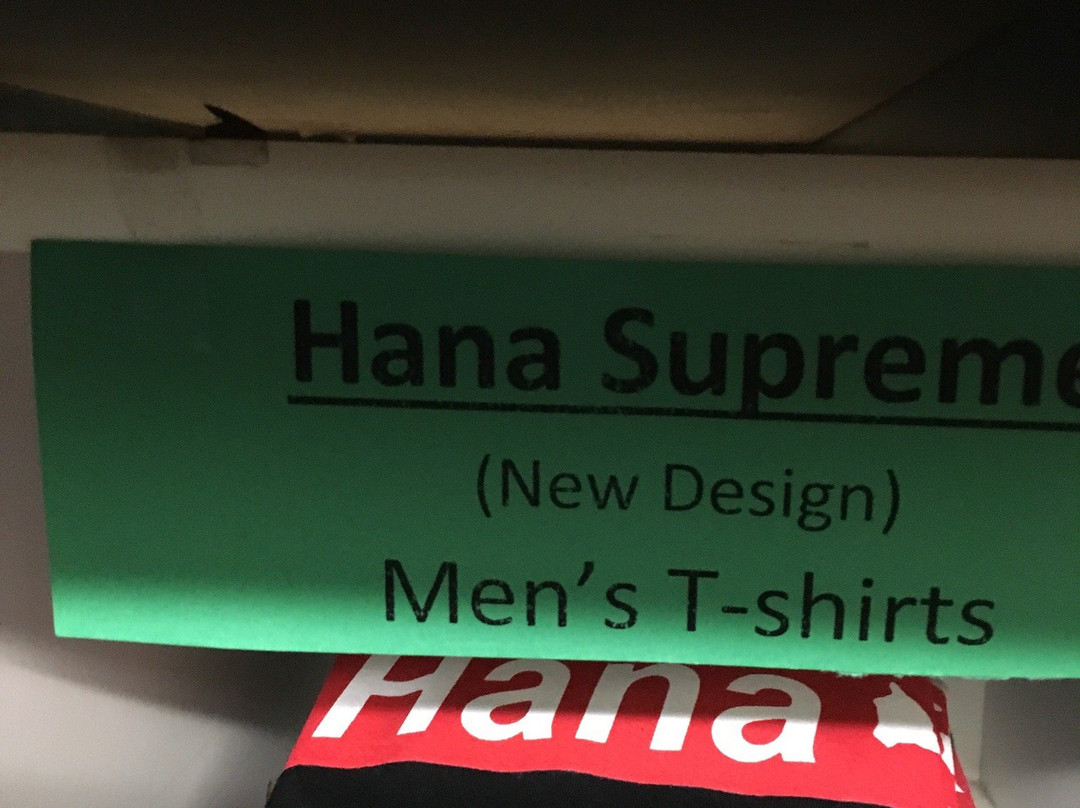 Hana Supreme
(New Design)
Men's T-shirts
Hana